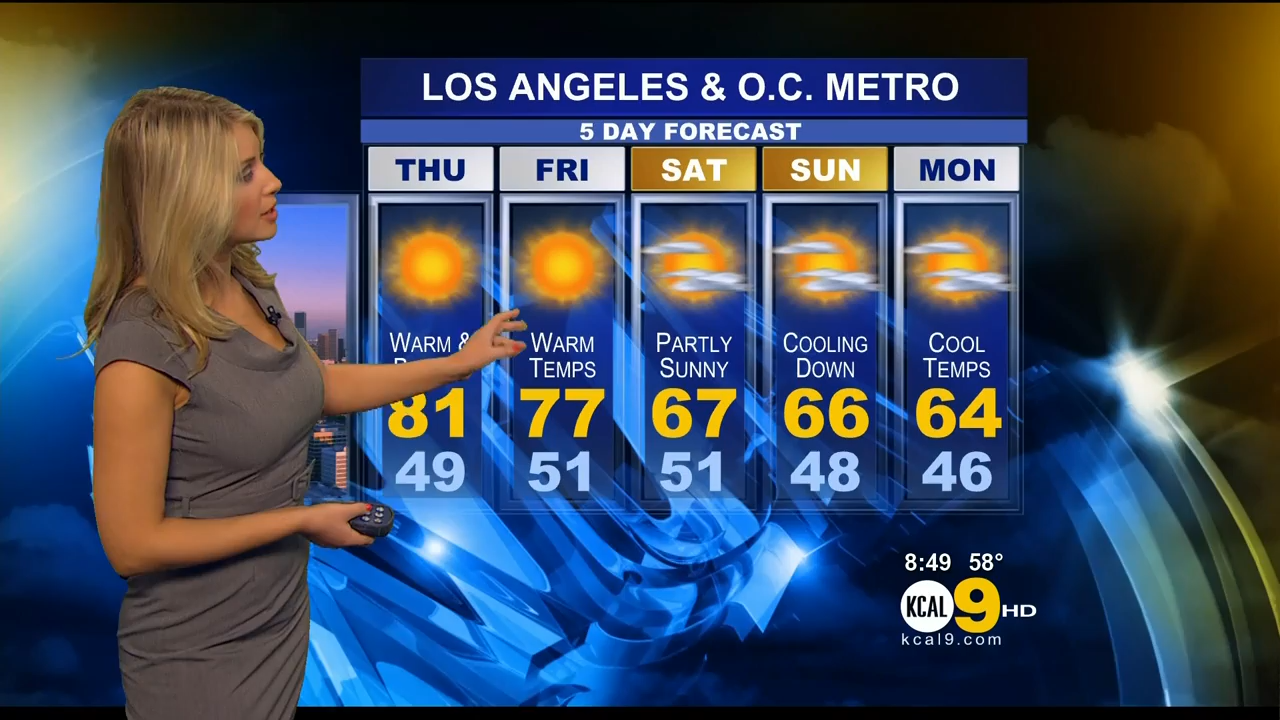 LOS ANGELES & O.C. METRO
5 DAY FORECAST
THU FRI SAT SUN MON
WARM & WARM PARTLY COOLING COOL
TEMPS SUNNY DOWN TEMPS
81 77 67 66 64
49 51 51 48 46
8:49 58°
KCAL 9 HD
kcal9.com